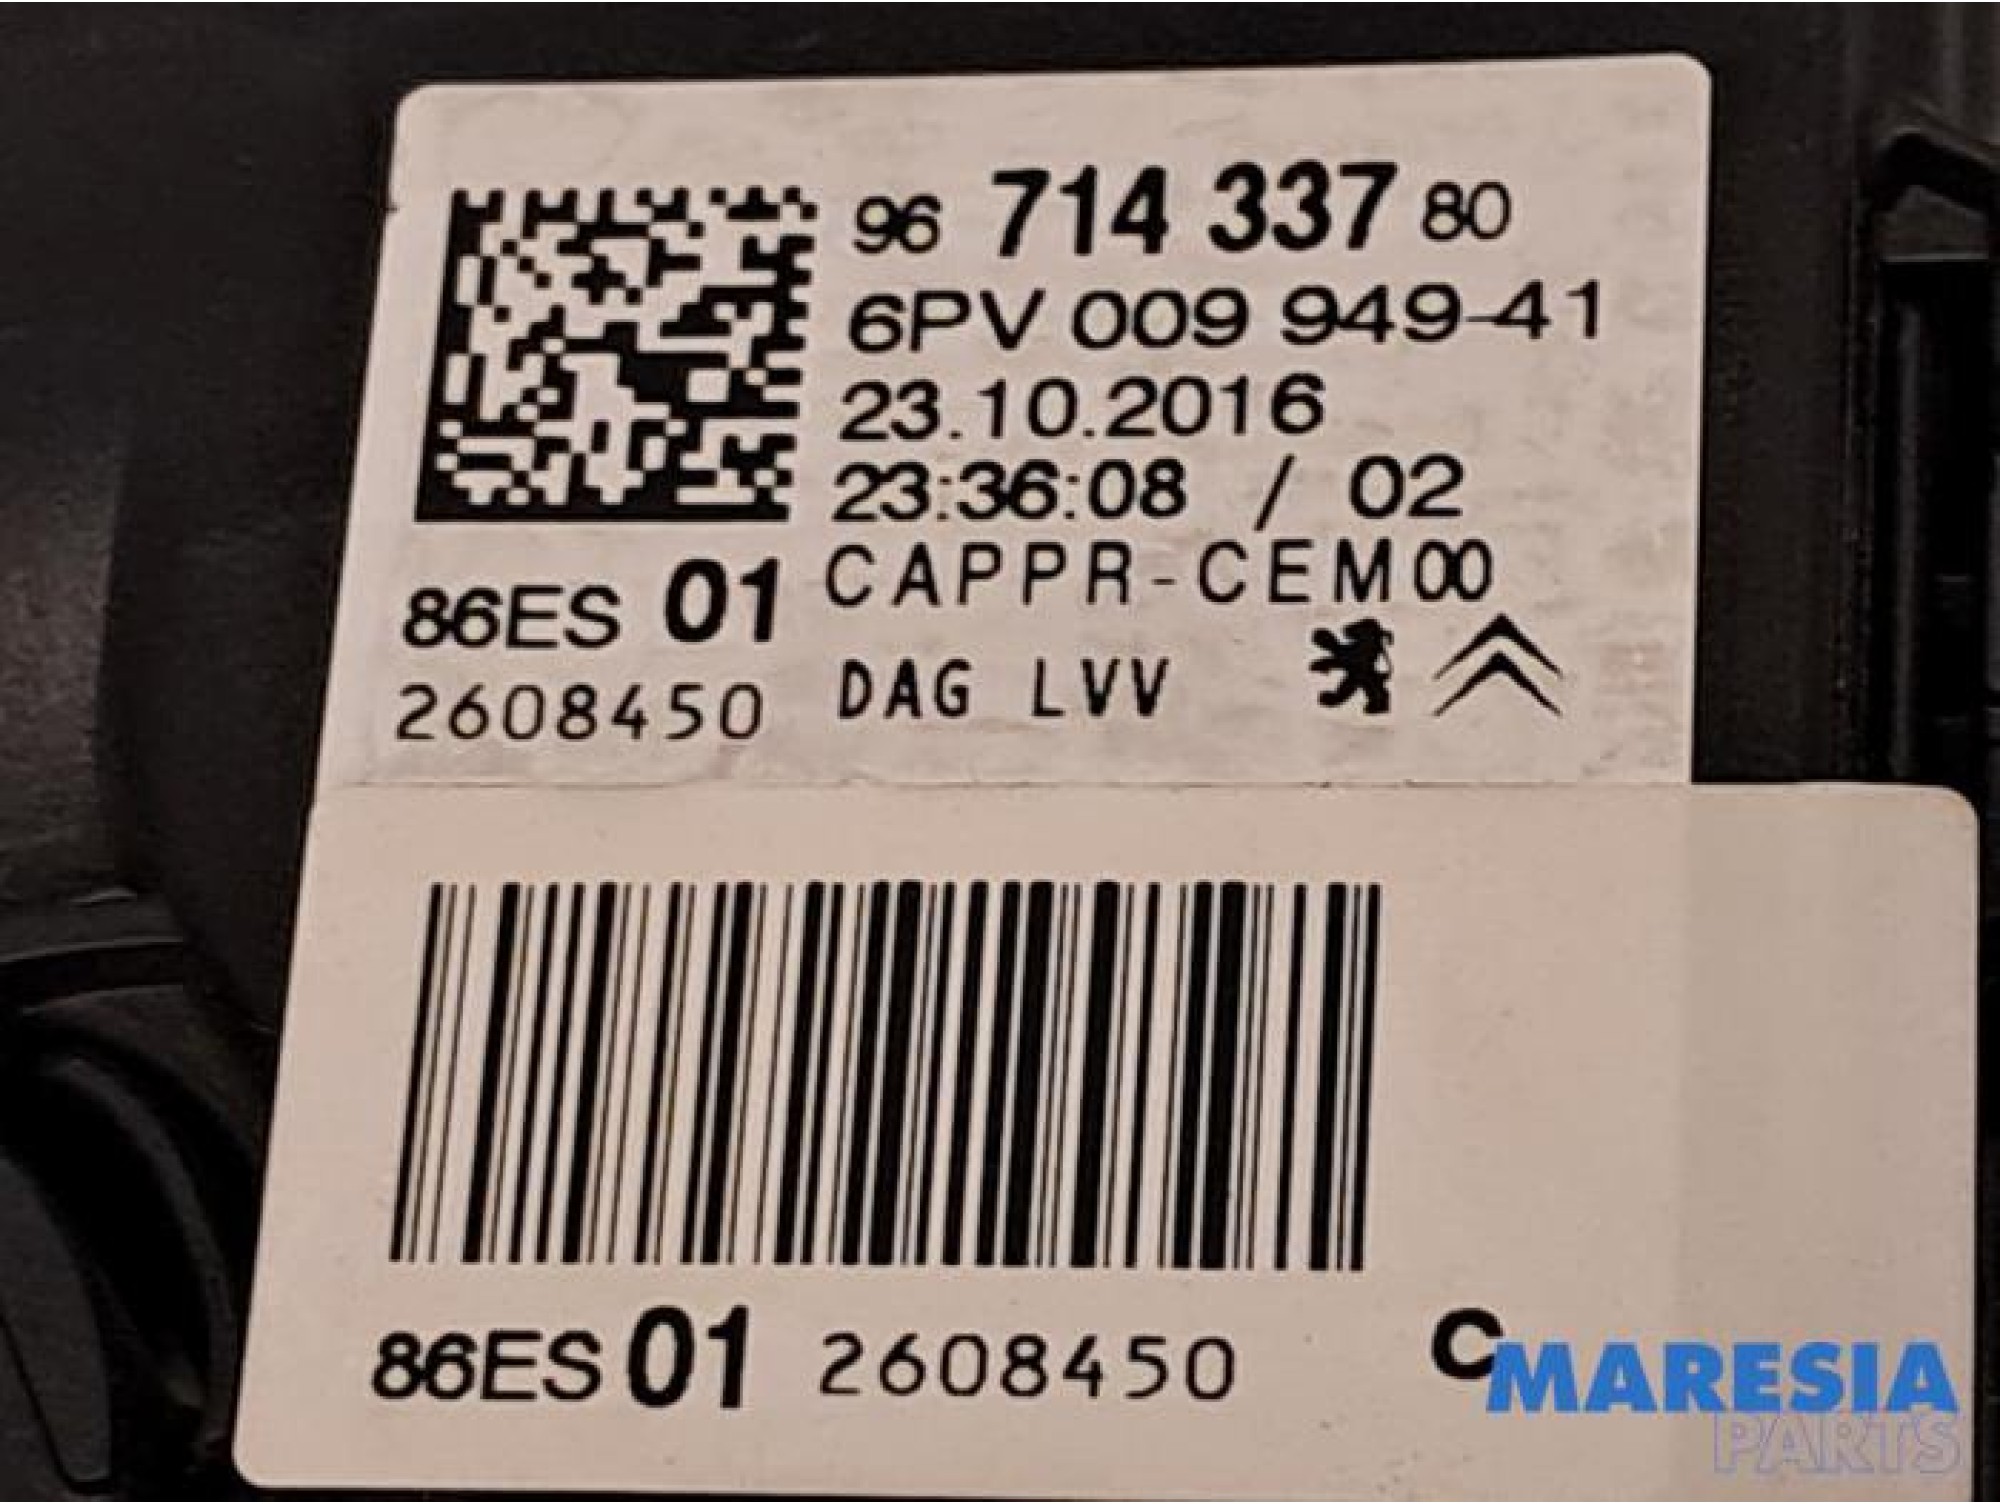 96 714 337 80
6PV 009 949-41
23.10.2016
23:36:08 / 02
CAPPR-CEM00
86ES 01
2608450
DAG LVV
86ES 01 2608450
C
MARESIA
PARTS